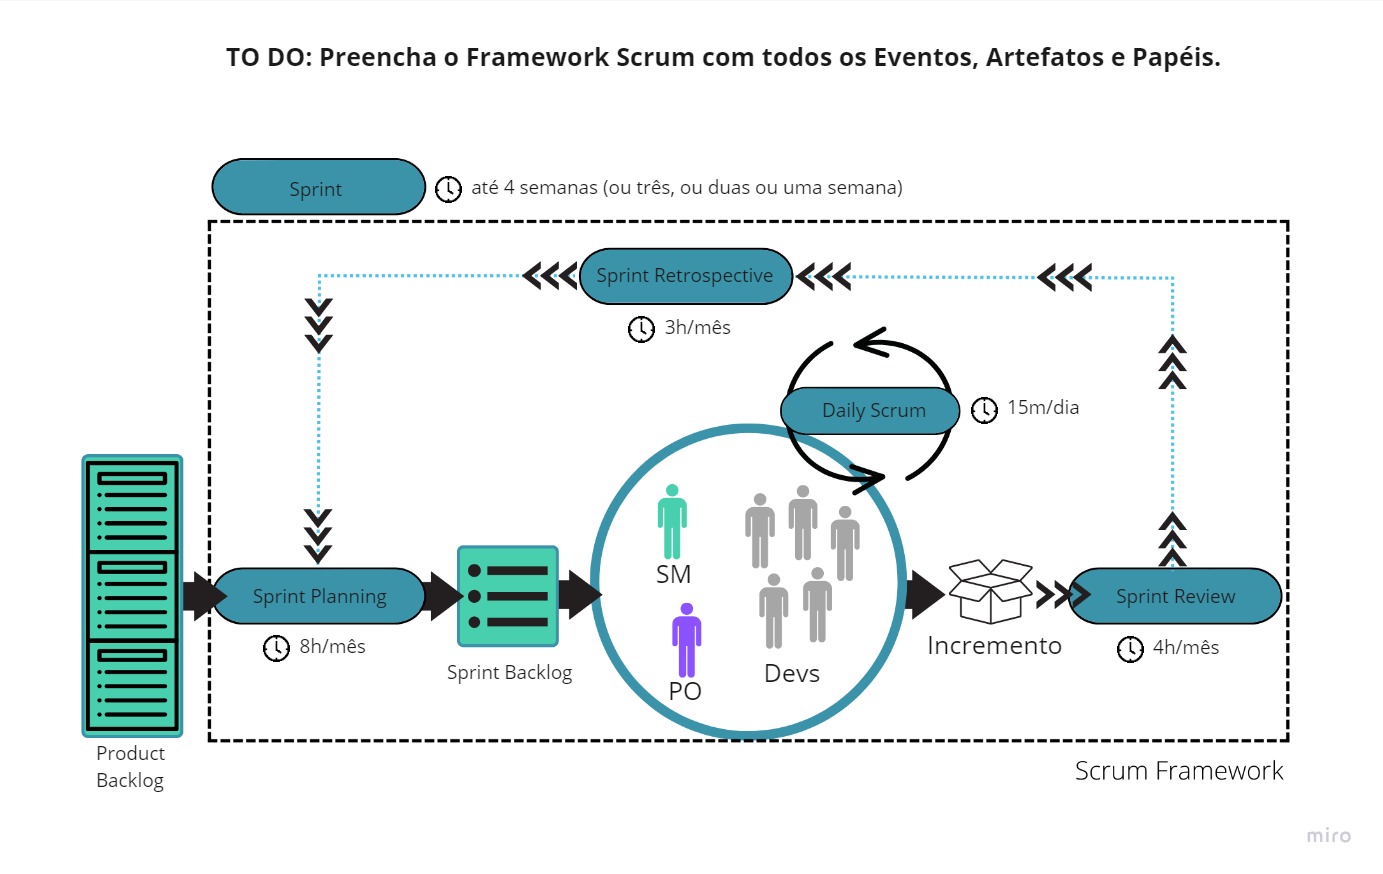 TO DO: Preencha o Framework Scrum com todos os Eventos, Artefatos e Papéis.
Sprint
até 4 semanas (ou três, ou duas ou uma semana)
Sprint Retrospective
3h/mês
Daily Scrum
15m/dia
SM
PO
Devs
Sprint Planning
8h/mês
Sprint Backlog
Incremento
Sprint Review
4h/mês
Product
Backlog
Scrum Framework
miro